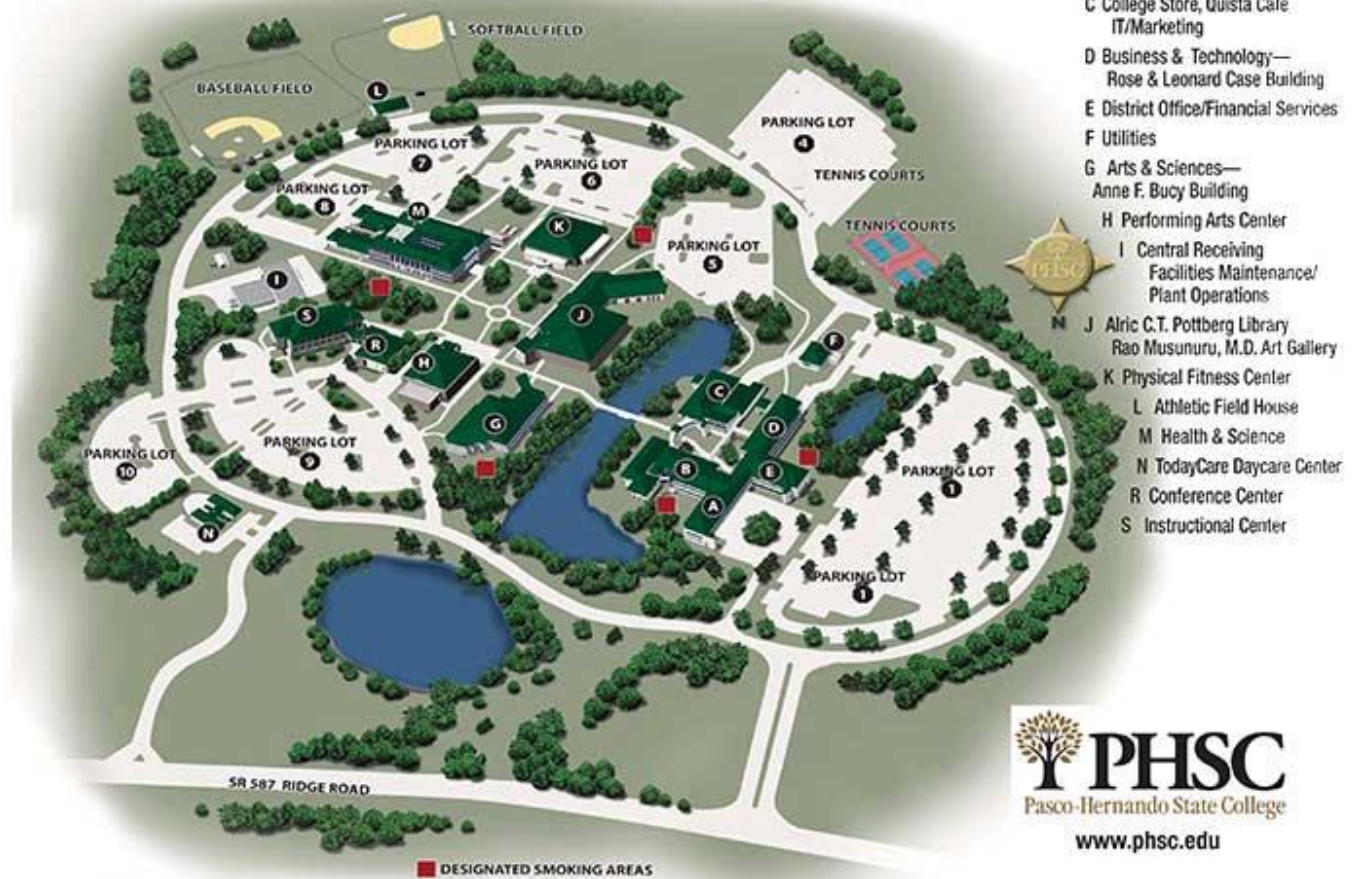 C College Store, Quista Cafe
IT/Marketing
D Business & Technology—
Rose & Leonard Case Building
E District Office/Financial Services
F Utilities
G Arts & Sciences—
Anne F. Bucy Building
H Performing Arts Center
I Central Receiving
Facilities Maintenance/
Plant Operations
J Alric C.T. Pottberg Library
Rao Musunuru, M.D. Art Gallery
K Physical Fitness Center
L Athletic Field House
M Health & Science
N TodayCare Daycare Center
R Conference Center
S Instructional Center
PHSC
N
SOFTBALL FIELD
BASEBALL FIELD
L
PARKING LOT
4
TENNIS COURTS
PARKING LOT
7
PARKING LOT
6
PARKING LOT
8
M
K
TENNIS COURTS
PARKING LOT
5
I
S
R
H
J
F
C
G
D
PARKING LOT
9
PARKING LOT
10
B
E
A
PARKING LOT
1
N
PARKING LOT
1
SR 587 RIDGE ROAD
DESIGNATED SMOKING AREAS
PHSC
Pasco-Hernando State College
www.phsc.edu